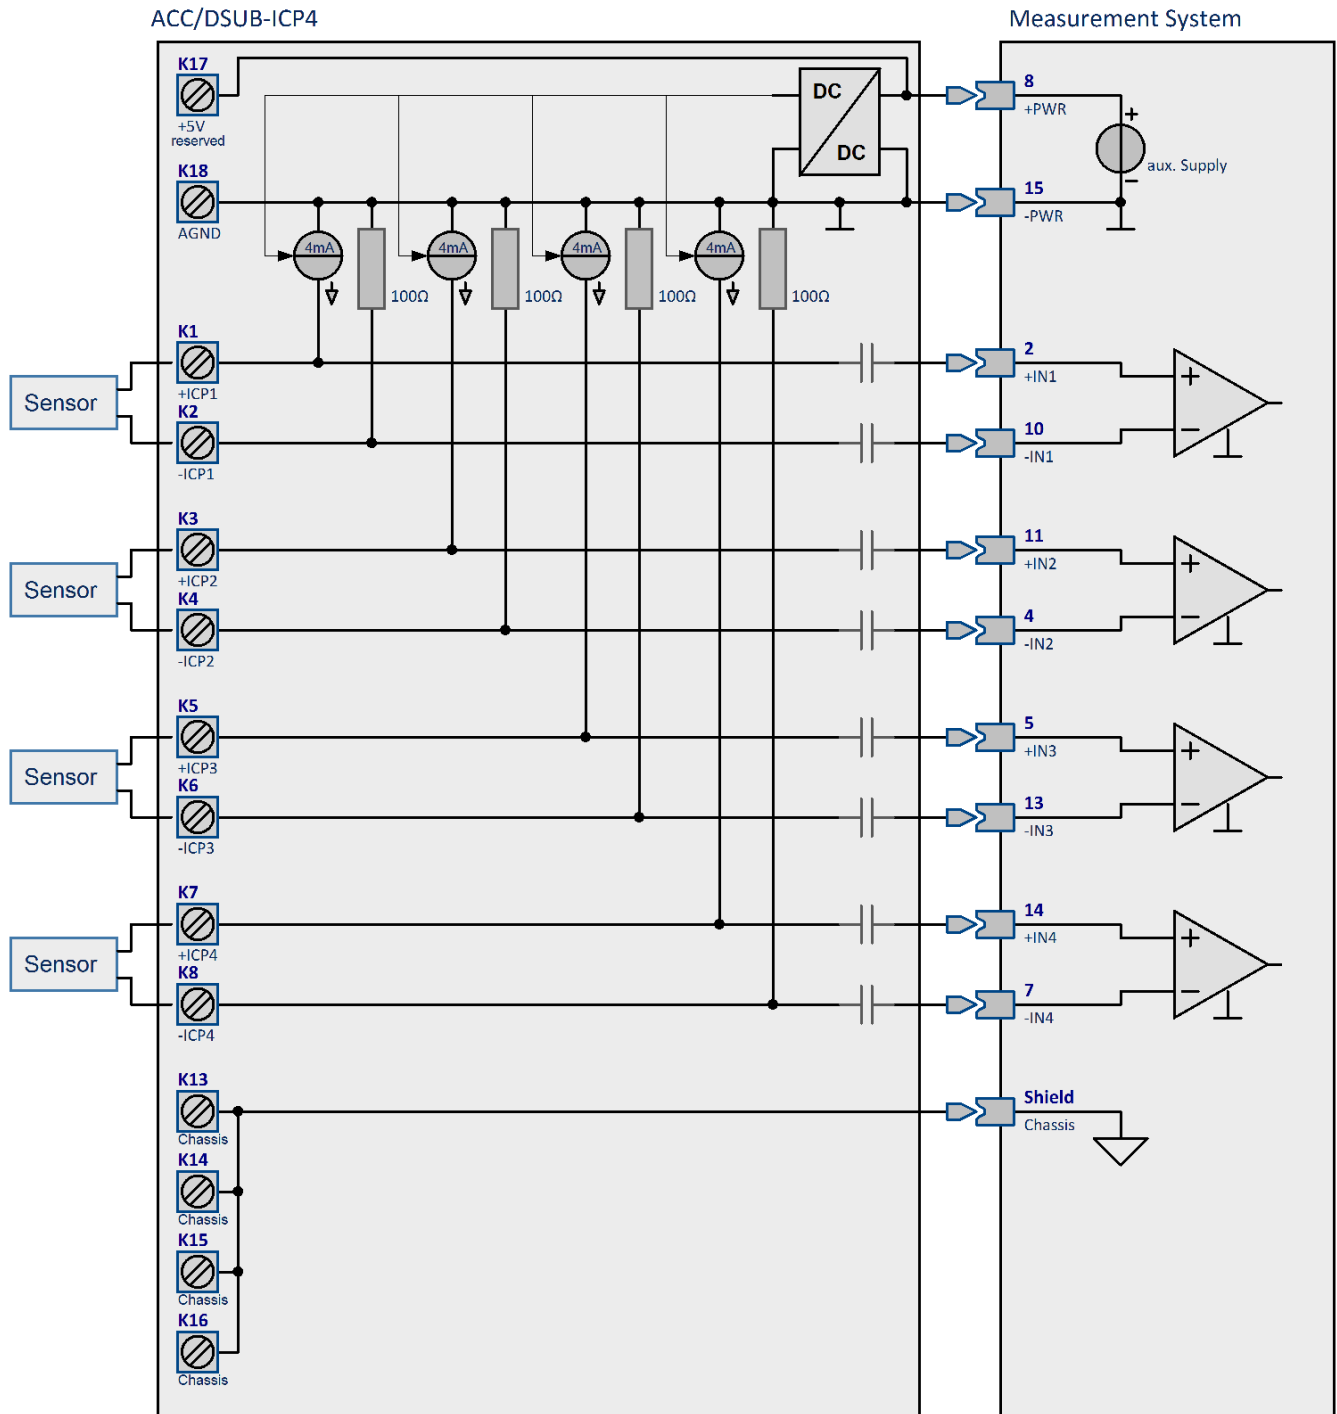 ACC/DSUB-ICP4
Measurement System
K17
+5V
reserved
DC
DC
8
+PWR
+
aux. Supply
−
K18
AGND
15
-PWR
4mA
100Ω
4mA
100Ω
4mA
100Ω
4mA
100Ω
Sensor
K1
+ICP1
K2
-ICP1
2
+IN1
10
-IN1
+
−
Sensor
K3
+ICP2
K4
-ICP2
11
+IN2
4
-IN2
+
−
Sensor
K5
+ICP3
K6
-ICP3
5
+IN3
13
-IN3
+
−
Sensor
K7
+ICP4
K8
-ICP4
14
+IN4
7
-IN4
+
−
K13
Chassis
Shield
Chassis
K14
Chassis
K15
Chassis
K16
Chassis